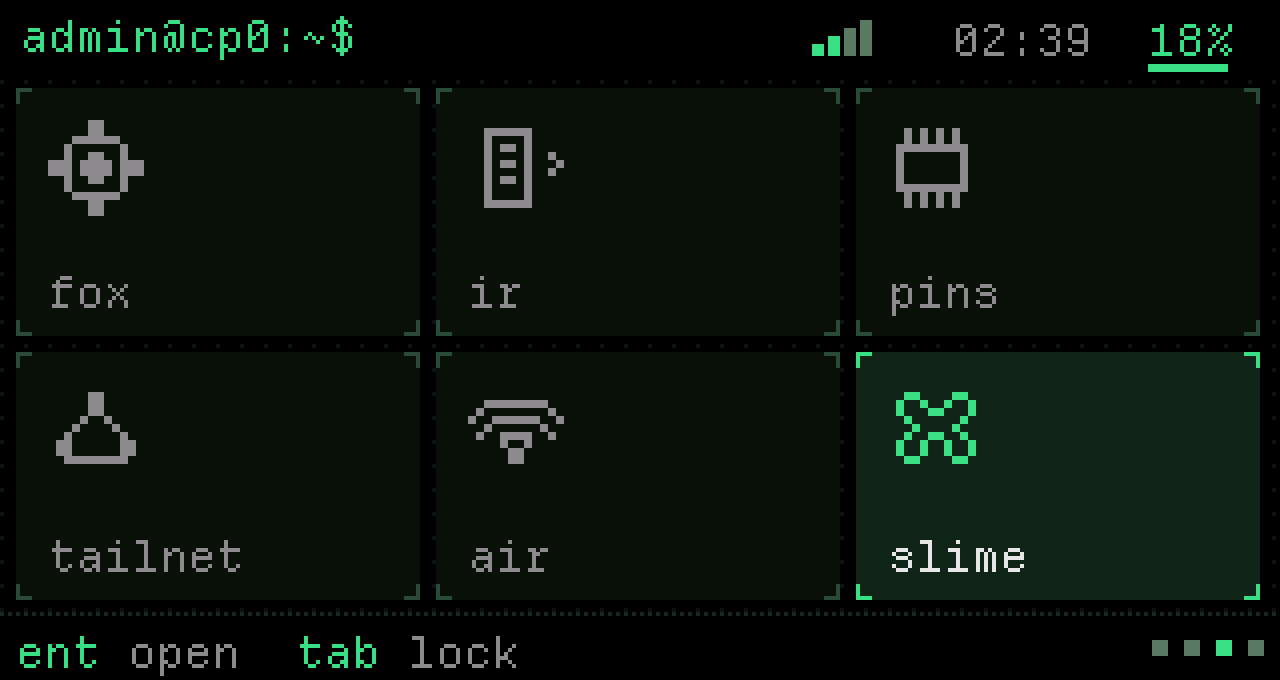 admin@cp0:~$ 02:39 18%
fox ir pins
tailnet air slime
ent open tab lock